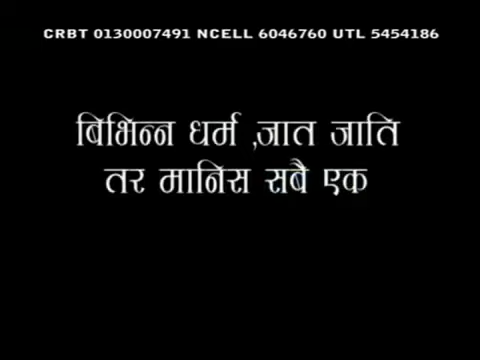 CRBT 0130007491 NCELL 6046760 UTL 5454186
बिभिन्न धर्म ,जात जाति
तर मानिस सबै एक